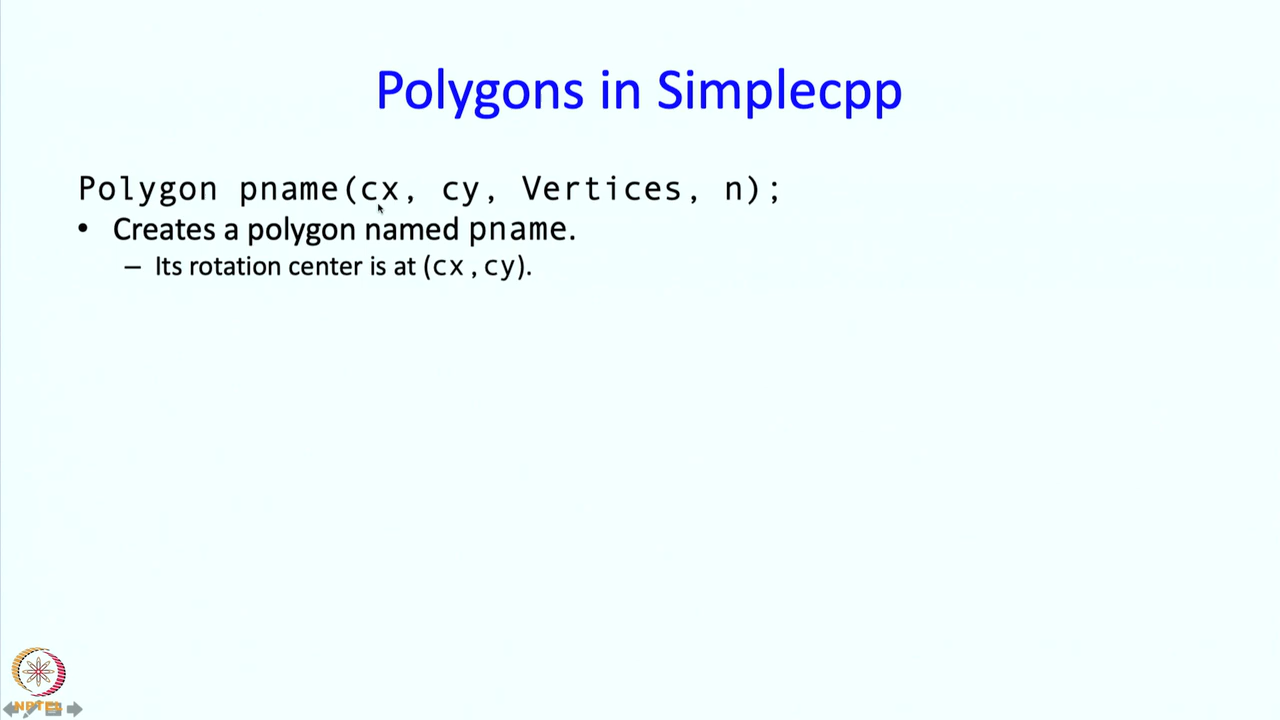 Polygons in Simplecpp
Polygon pname(cx, cy, Vertices, n);
• Creates a polygon named pname.
– Its rotation center is at (cx,cy).
NPTEL